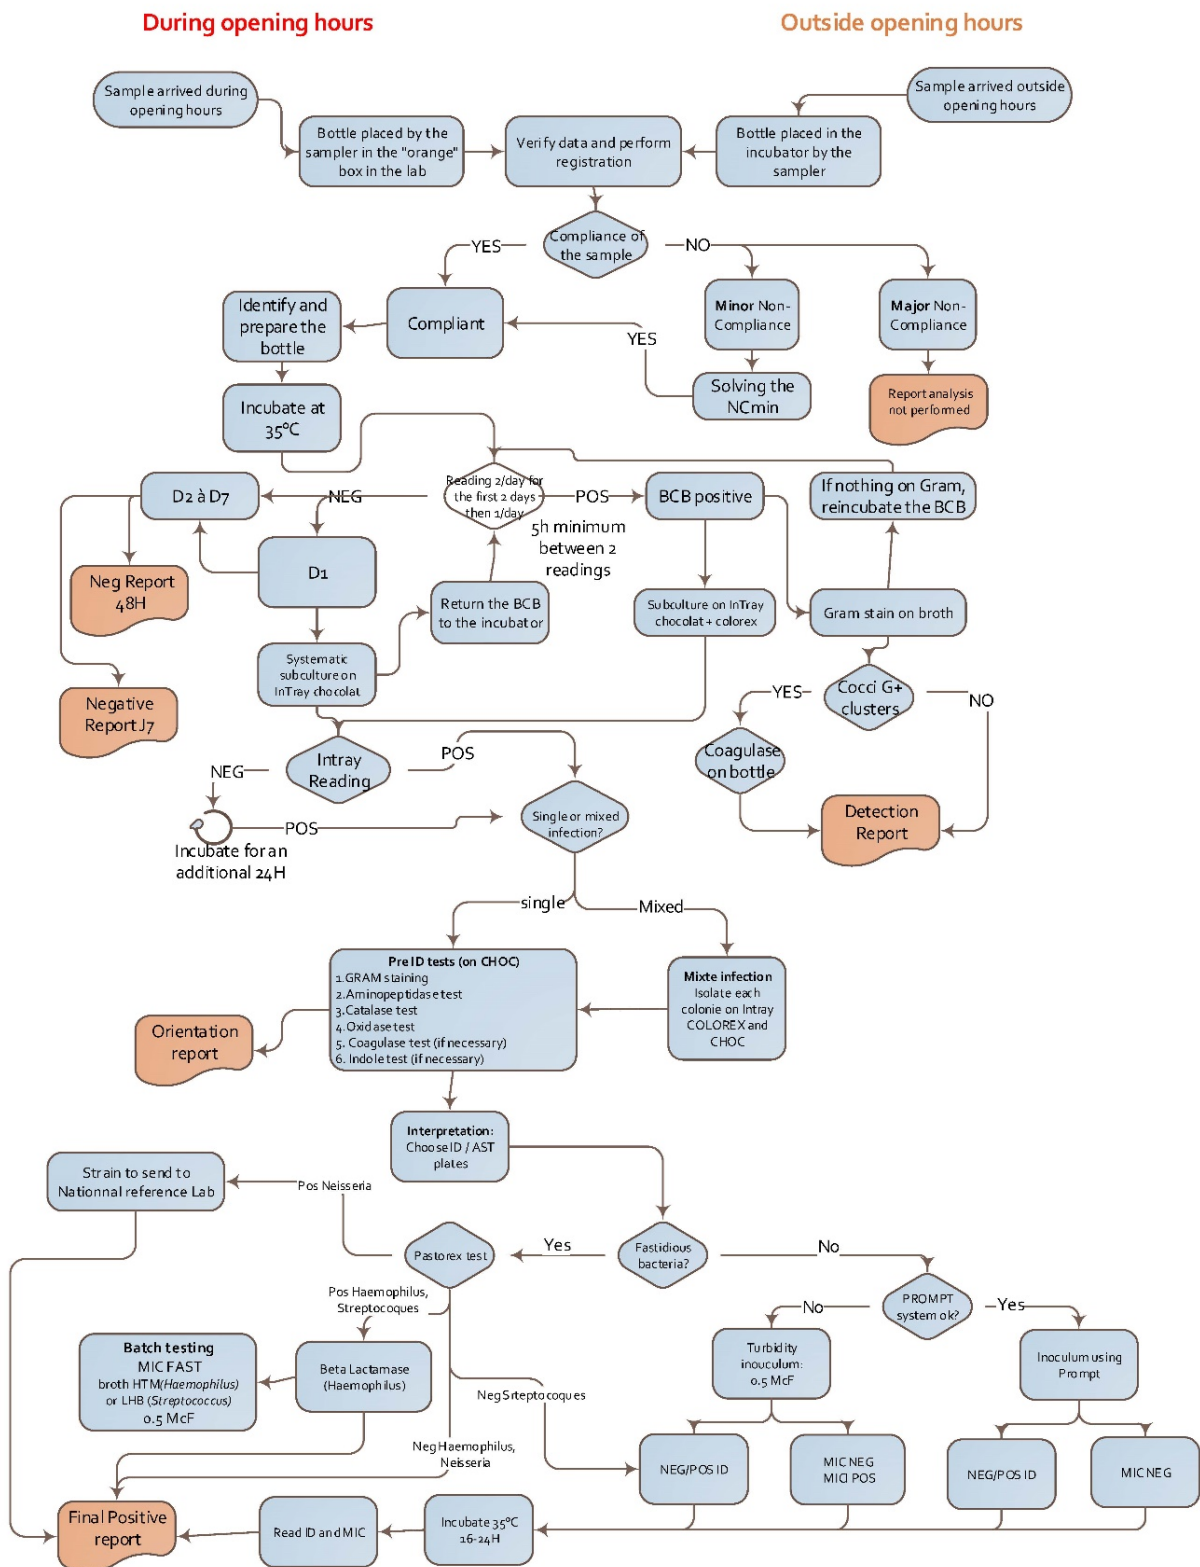 During opening hours
Outside opening hours
Sample arrived during
opening hours
Sample arrived outside
opening hours
Bottle placed by the
sampler in the "orange"
box in the lab
Verify data and perform
registration
Bottle placed in the
incubator by the
sampler
Compliance of
the sample
YES
NO
Identify and
prepare the
bottle
Compliant
Minor Non-
Compliance
Major Non-
Compliance
YES
Solving the
NCmin
Report analysis
not performed
Incubate at
35°C
D2 à D7
NEG
Reading 2/day for
the first 2 days
then 1/day
POS
5h minimum
between 2
readings
BCB positive
If nothing on Gram,
reincubate the BCB
Neg Report
48H
D1
Return the BCB
to the incubator
Subculture on InTray
chocolat + colorex
Gram stain on broth
Systematic
subculture on
InTray chocolat
Negative
Report J7
YES
Cocci G+
clusters
NO
Intray
Reading
POS
NEG
Coagulase
on bottle
Single or mixed
infection?
Detection
Report
POS
Incubate for an
additional 24H
single
Mixed
Pre ID tests (on CHOC)
1.GRAM staining
2.Aminopeptidase test
3.Catalase test
4.Oxidase test
5. Coagulase test (if necessary)
6. Indole test (if necessary)
Mixte infection
Isolate each
colonie on Intray
COLOREX and
CHOC
Orientation
report
Interpretation:
Choose ID / AST
plates
Strain to send to
Nationnal reference Lab
Pos Neisseria
Pastorex test
Yes
Fastidious
bacteria?
No
Pos Haemophilus,
Streptocoques
No
PROMPT
system ok?
Yes
Batch testing
MIC FAST
broth HTM(Haemophilus)
or LHB (Streptococcus)
0.5 McF
Beta Lactamase
(Haemophilus)
Turbidity
inouculum:
0.5 McF
Inoculum using
Prompt
Neg Srteptocoques
Neg Haemophilus,
Neisseria
NEG/POS ID
MIC NEG
MICI POS
NEG/POS ID
MIC NEG
Final Positive
report
Read ID and MIC
Incubate 35°C
16-24H